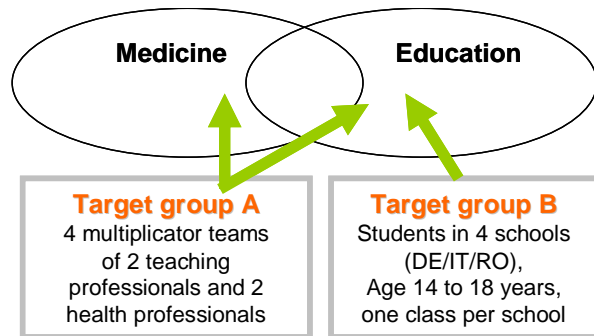 Medicine
Education
Target group A
4 multiplicator teams
of 2 teaching
professionals and 2
health professionals
Target group B
Students in 4 schools
(DE/IT/RO),
Age 14 to 18 years,
one class per school